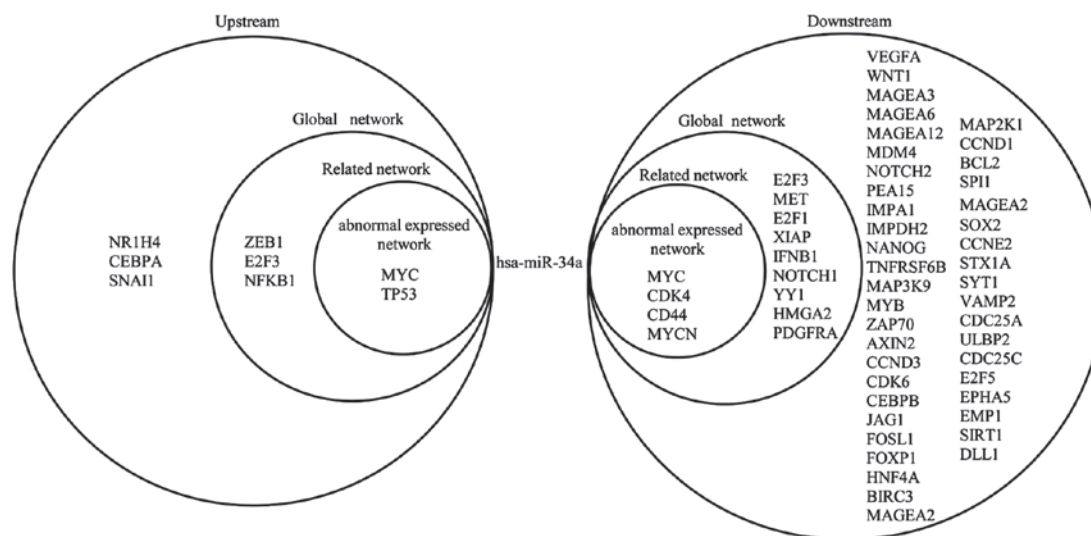 Upstream
Global network
Related network
abnormal expressed
network
MYC
TP53
ZEB1
E2F3
NFKB1
NR1H4
CEBPA
SNAI1
hsa-miR-34a
Downstream
Global network
Related network
abnormal expressed
network
MYC
CDK4
CD44
MYCN
E2F3
MET
E2F1
XIAP
IFNB1
NOTCH1
YY1
HMGA2
PDGFRA
VEGFA
WNT1
MAGEA3
MAGEA6
MAGEA12
MDM4
NOTCH2
PEA15
IMPA1
IMPDH2
NANOG
TNFRSF6B
MAP3K9
MYB
ZAP70
AXIN2
CCND3
CDK6
CEBPB
JAG1
FOSL1
FOXP1
HNF4A
BIRC3
MAGEA2
MAP2K1
CCND1
BCL2
SPI1
MAGEA2
SOX2
CCNE2
STX1A
SYT1
VAMP2
CDC25A
ULBP2
CDC25C
E2F5
EPHA5
EMP1
SIRT1
DLL1